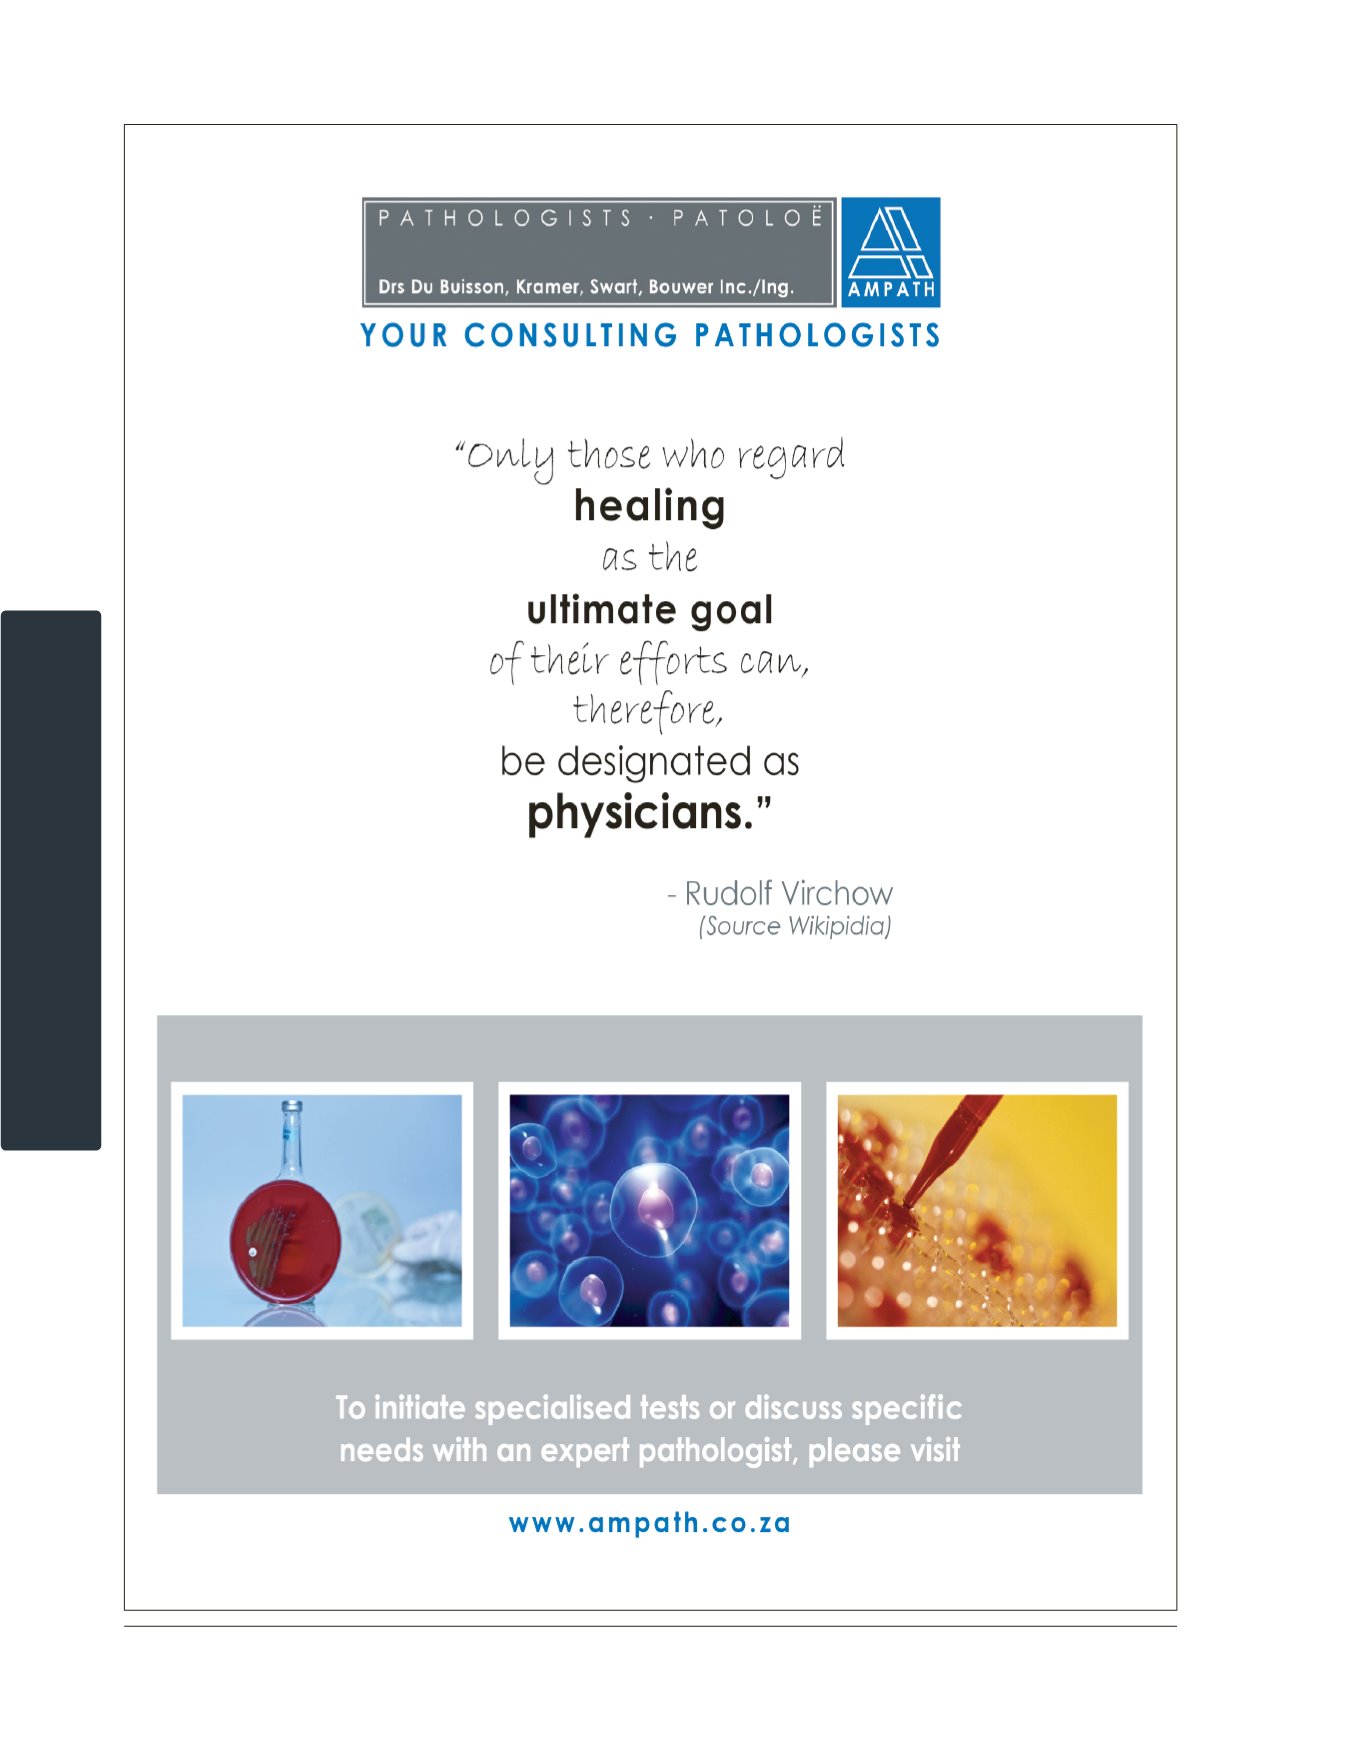 PATHOLOGISTS · PATOLOË
Drs Du Buisson, Kramer, Swart, Bouwer Inc./Ing.
AMPATH
YOUR CONSULTING PATHOLOGISTS
“Only those who regard
healing
as the
ultimate goal
of their efforts can,
therefore,
be designated as
physicians.”
- Rudolf Virchow
(Source Wikipidia)
To initiate specialised tests or discuss specific
needs with an expert pathologist, please visit
www.ampath.co.za